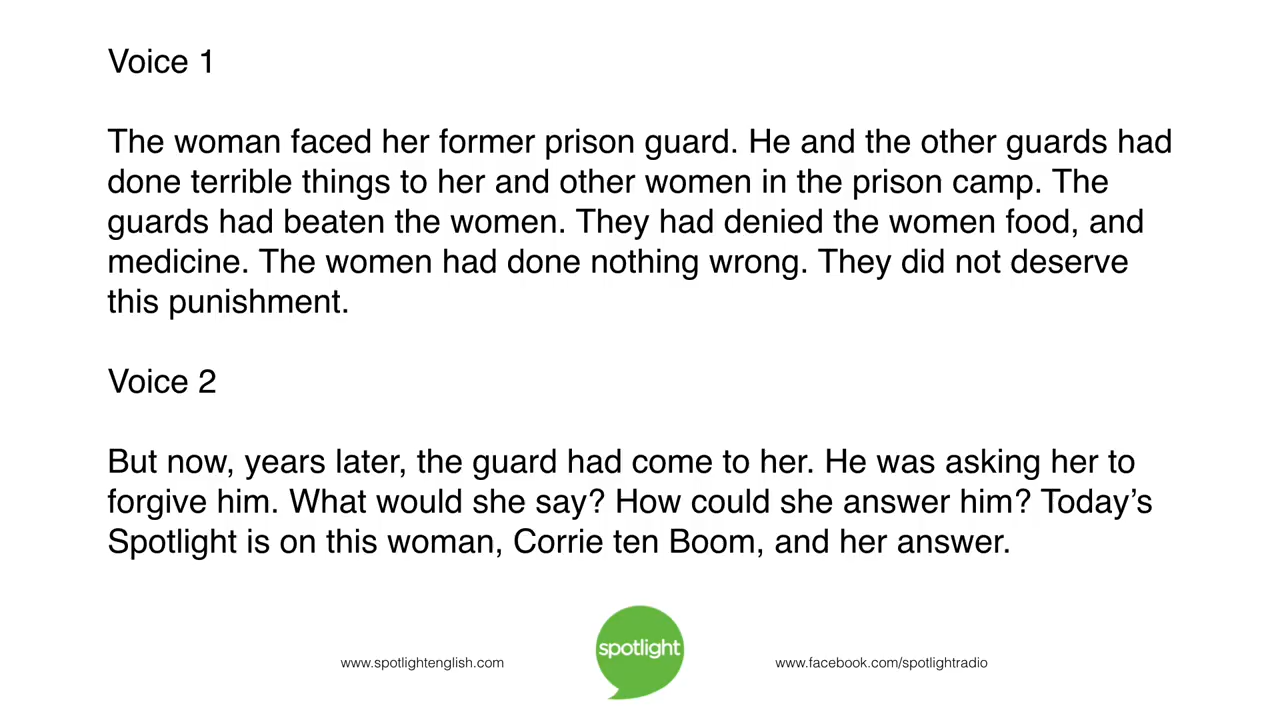 Voice 1
The woman faced her former prison guard. He and the other guards had
done terrible things to her and other women in the prison camp. The
guards had beaten the women. They had denied the women food, and
medicine. The women had done nothing wrong. They did not deserve
this punishment.
Voice 2
But now, years later, the guard had come to her. He was asking her to
forgive him. What would she say? How could she answer him? Today’s
Spotlight is on this woman, Corrie ten Boom, and her answer.
www.spotlightenglish.com
spotlight
www.facebook.com/spotlightradio